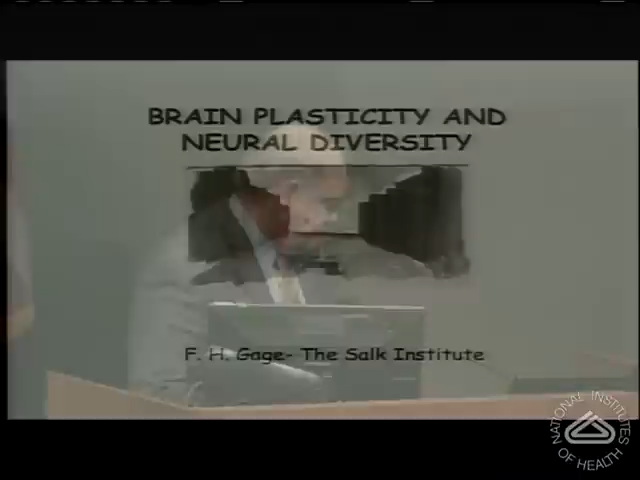 BRAIN PLASTICITY AND
NEURAL DIVERSITY
F. H. Gage- The Salk Institute
NATIONAL INSTITUTES
OF HEALTH